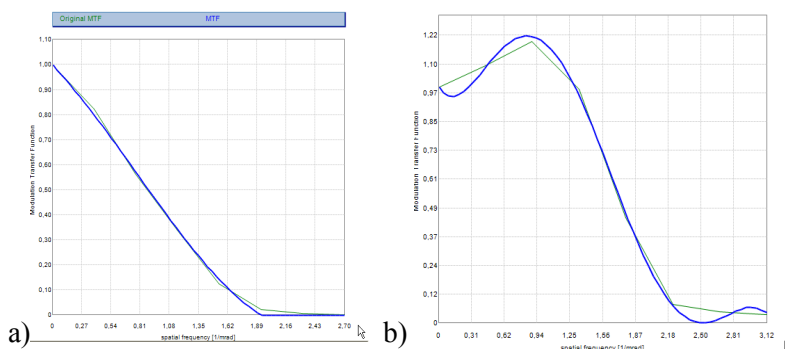 Original MTF MTF
1,10
1,00
0,90
0,80
0,70
0,60
0,50
0,40
0,30
0,20
0,10
0
Modulation Transfer Function
0 0,27 0,54 0,81 1,08 1,35 1,62 1,89 2,16 2,43 2,70
spatial frequency [1/mrad]
a)
1,22
1,10
0,97
0,85
0,73
0,61
0,49
0,37
0,24
0,12
0
Modulation Transfer Function
0 0,31 0,62 0,94 1,25 1,56 1,87 2,18 2,50 2,81 3,12
spatial frequency [1/mrad]
b)